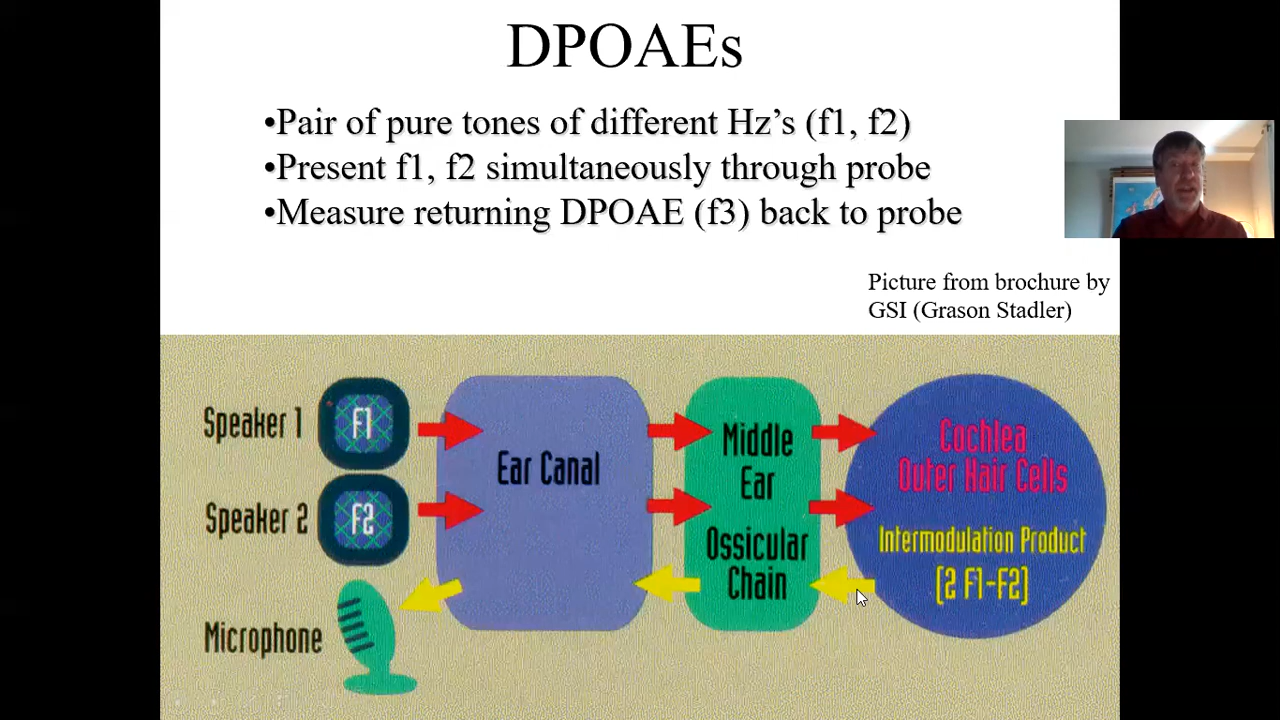 DPOAEs
•Pair of pure tones of different Hz’s (f1, f2)
•Present f1, f2 simultaneously through probe
•Measure returning DPOAE (f3) back to probe
Picture from brochure by
GSI (Grason Stadler)
Speaker 1
F1
Speaker 2
F2
Microphone
Ear Canal
Middle
Ear
Ossicular
Chain
Cochlea
Outer Hair Cells
Intermodulation Product
(2 F1-F2)